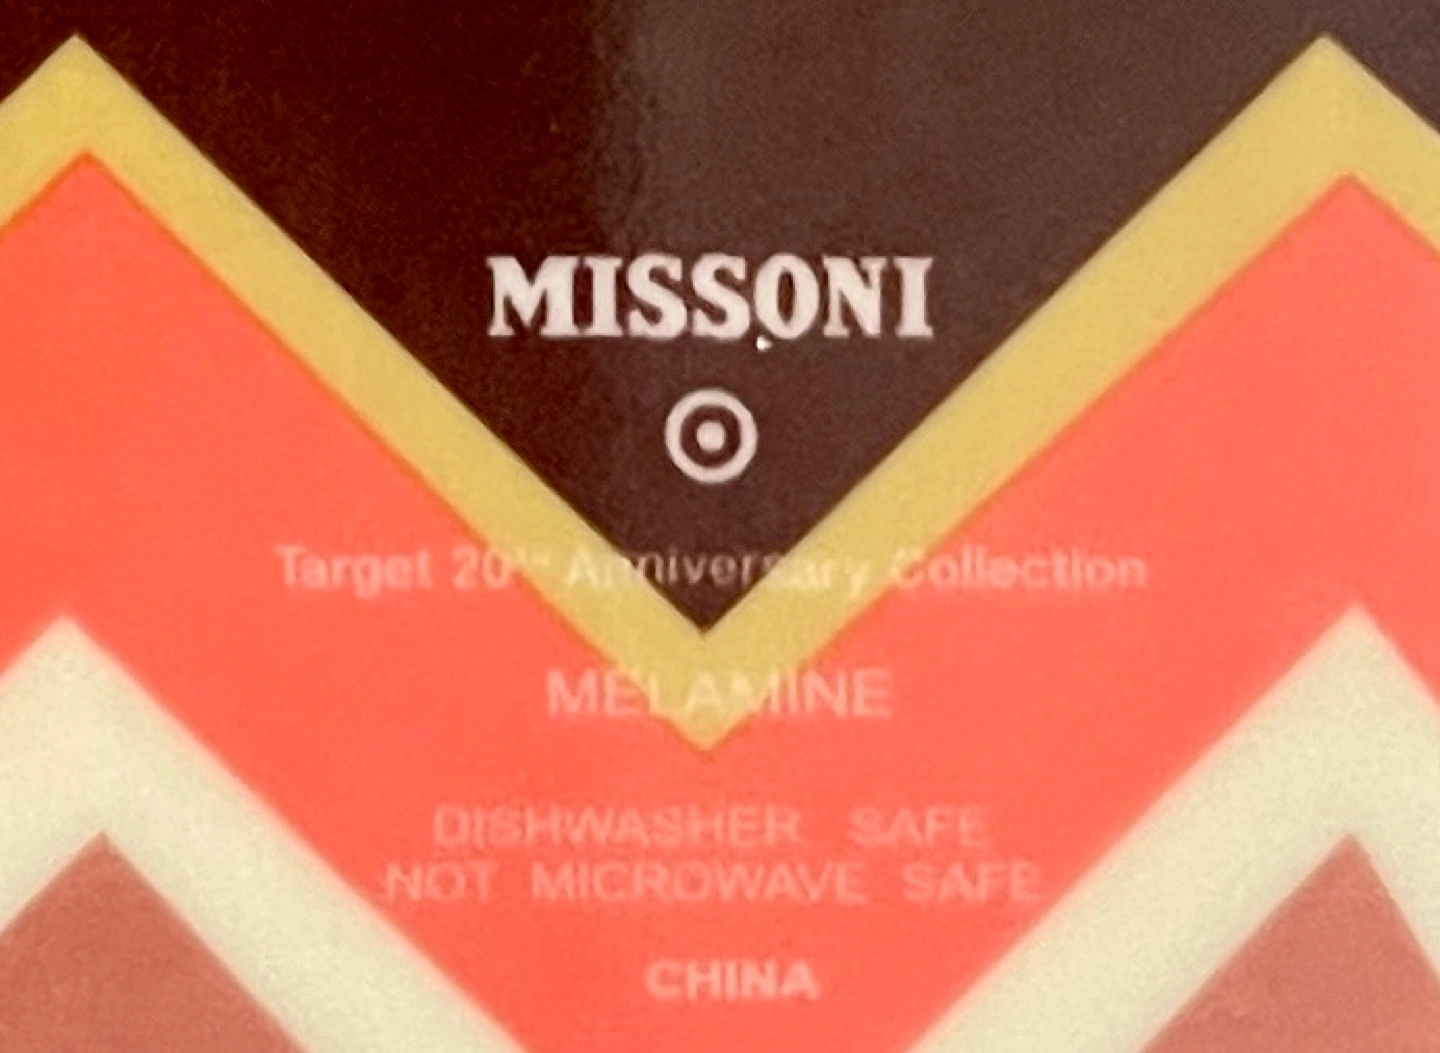 MISSONI
Target 20th Anniversary Collection
MELAMINE
DISHWASHER SAFE
NOT MICROWAVE SAFE
CHINA